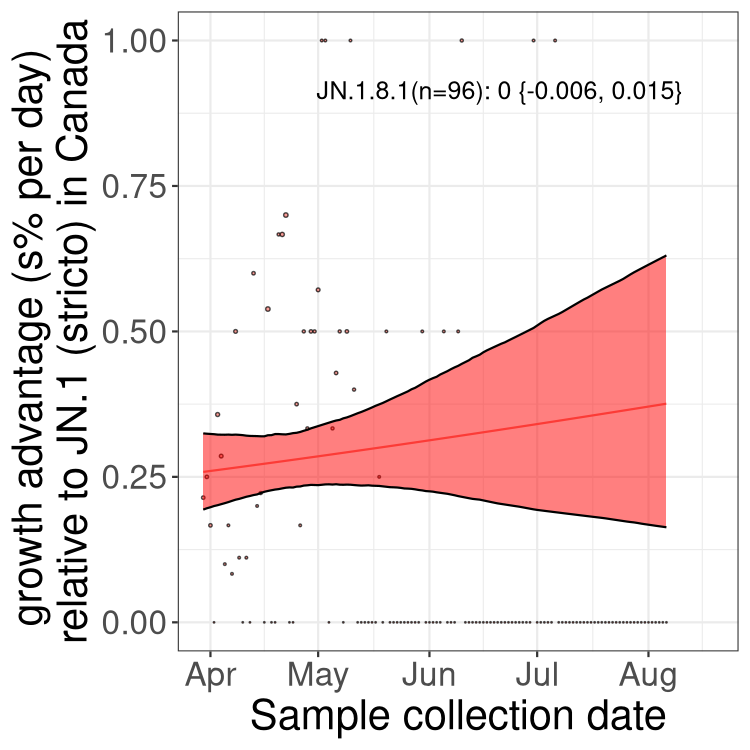 growth advantage (s% per day)
relative to JN.1 (stricto) in Canada
1.00
0.75
0.50
0.25
0.00
JN.1.8.1(n=96): 0 {-0.006, 0.015}
Apr May Jun Jul Aug
Sample collection date